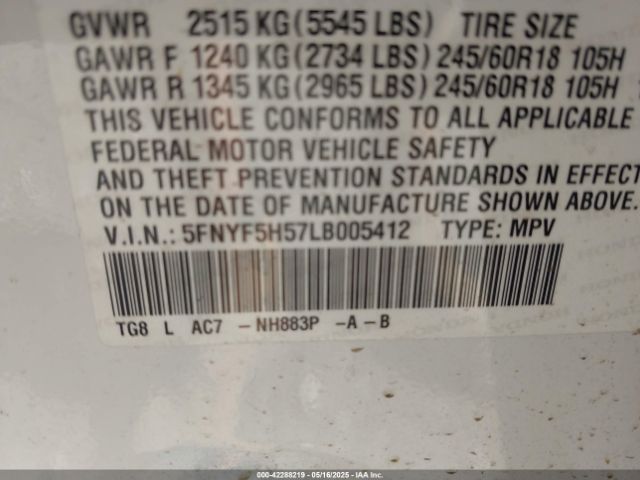 GVWR 2515 KG (5545 LBS) TIRE SIZE
GAWR F 1240 KG (2734 LBS) 245/60R18 105H
GAWR R 1345 KG (2965 LBS) 245/60R18 105H
THIS VEHICLE CONFORMS TO ALL APPLICABLE
FEDERAL MOTOR VEHICLE SAFETY
AND THEFT PREVENTION STANDARDS IN EFFECT
ON THE DATE OF MANUFACTURE SHOWN ABOVE.
V.I.N.: 5FNYF5H57LB005412 TYPE: MPV
TG8 L AC7 -NH883P -A-B
000-42288219 05/16/2025 IAA Inc.